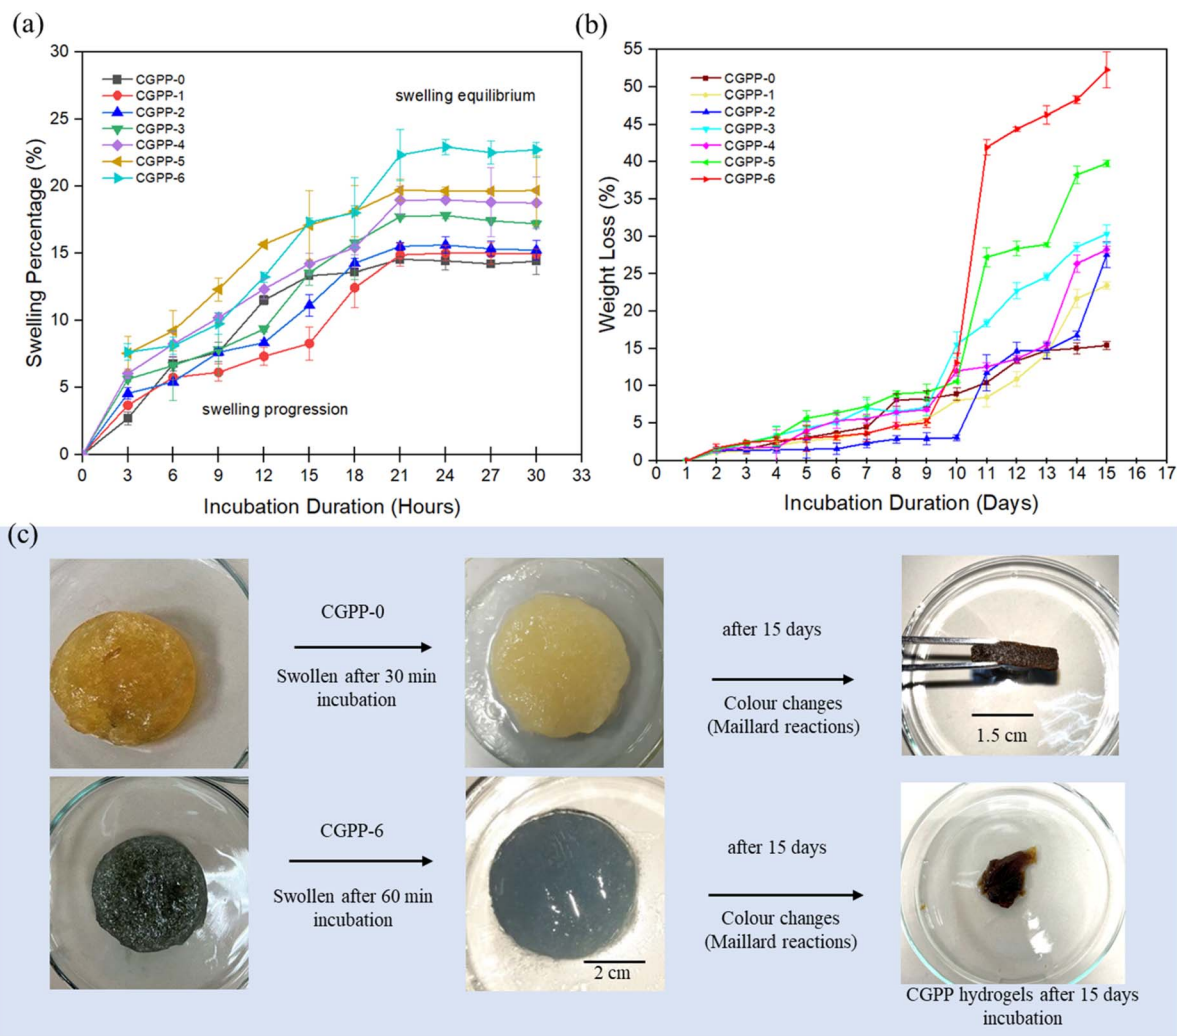 (a)
30
25
20
15
10
5
0
Swelling Percentage (%)
CGPP-0
CGPP-1
CGPP-2
CGPP-3
CGPP-4
CGPP-5
CGPP-6
swelling equilibrium
swelling progression
0 3 6 9 12 15 18 21 24 27 30 33
Incubation Duration (Hours)
(b)
55
50
45
40
35
30
25
20
15
10
5
0
Weight Loss (%)
CGPP-0
CGPP-1
CGPP-2
CGPP-3
CGPP-4
CGPP-5
CGPP-6
0 1 2 3 4 5 6 7 8 9 10 11 12 13 14 15 16 17
Incubation Duration (Days)
(c)
CGPP-0
Swollen after 30 min
incubation
after 15 days
Colour changes
(Maillard reactions)
1.5 cm
CGPP-6
Swollen after 60 min
incubation
2 cm
after 15 days
Colour changes
(Maillard reactions)
CGPP hydrogels after 15 days
incubation